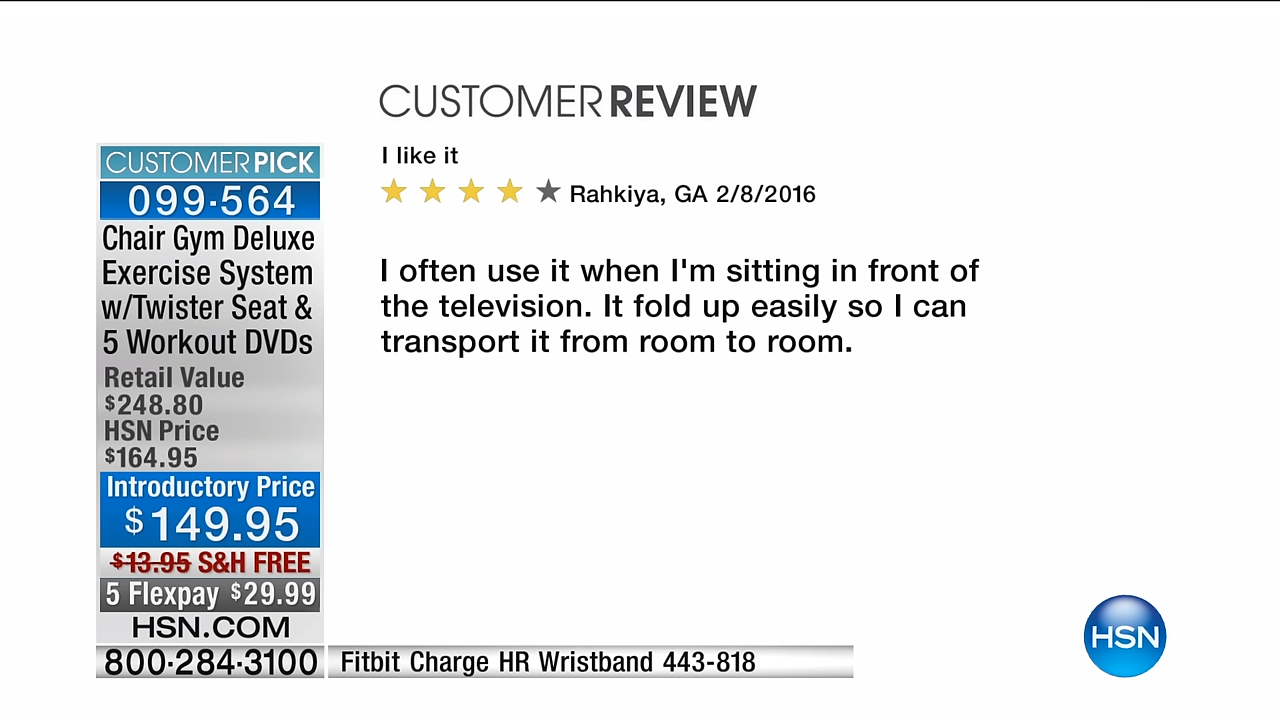 CUSTOMER REVIEW
I like it
Rahkiya, GA 2/8/2016
I often use it when I'm sitting in front of
the television. It fold up easily so I can
transport it from room to room.
CUSTOMER PICK
099-564
Chair Gym Deluxe
Exercise System
w/Twister Seat &
5 Workout DVDs
Retail Value
$248.80
HSN Price
$164.95
Introductory Price
$149.95
$13.95 S&H FREE
5 Flexpay $29.99
HSN.COM
800-284-3100
Fitbit Charge HR Wristband 443-818
HSN